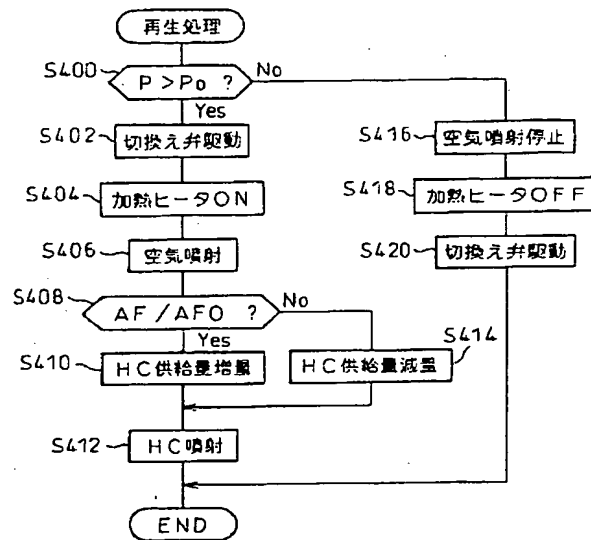 再生処理
S400
P>Po ?
No
Yes
S402
切換え弁駆動
S404
加熱ヒータON
S406
空気噴射
S408
AF/AFO ?
No
Yes
S410
HC供給量増量
S414
HC供給量減量
S412
HC噴射
S416
空気噴射停止
S418
加熱ヒータOFF
S420
切換え弁駆動
END